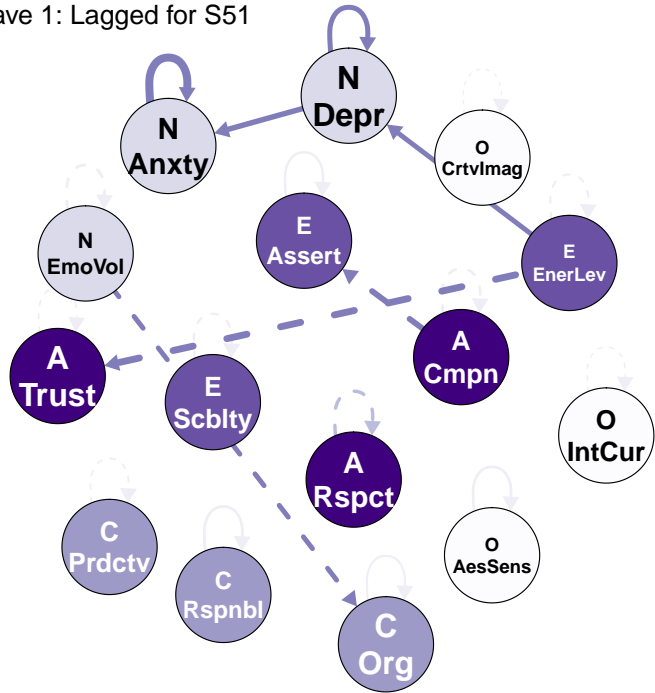 ave 1: Lagged for S51
N
Depr
N
Anxty
O
CrtvImag
E
Assert
N
EmoVol
E
EnerLev
A
Trust
A
Cmpn
E
Scblty
O
IntCur
A
Rspct
C
Prdctv
O
AesSens
C
Rspnbl
C
Org